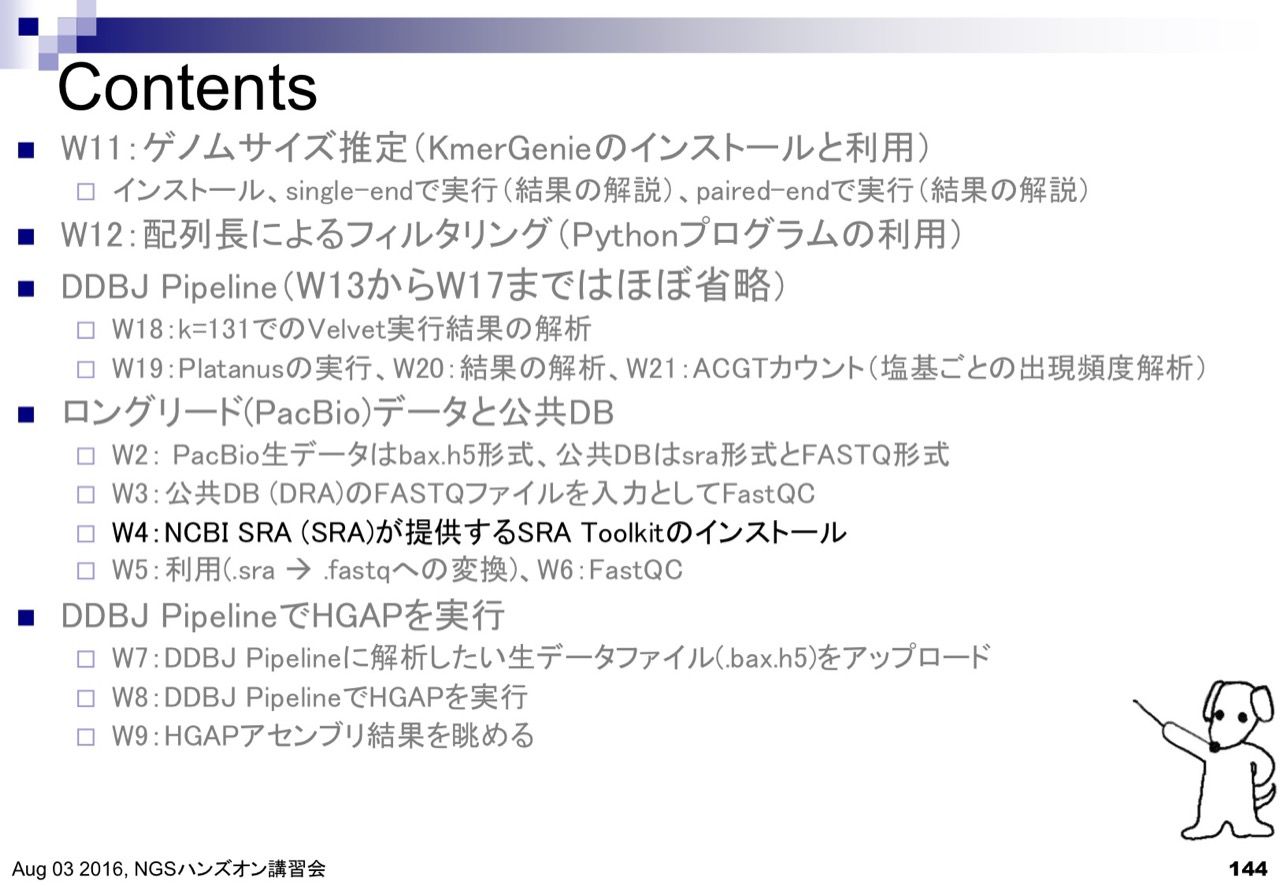 Contents
W11：ゲノムサイズ推定（KmerGenieのインストールと利用）
インストール、single-endで実行（結果の解説）、paired-endで実行（結果の解説）
W12：配列長によるフィルタリング（Pythonプログラムの利用）
DDBJ Pipeline（W13からW17まではほぼ省略）
W18：k=131でのVelvet実行結果の解析
W19：Platanusの実行、W20：結果の解析、W21：ACGTカウント（塩基ごとの出現頻度解析）
ロングリード(PacBio)データと公共DB
W2： PacBio生データはbax.h5形式、公共DBはsra形式とFASTQ形式
W3：公共DB (DRA)のFASTQファイルを入力としてFastQC
W4：NCBI SRA (SRA)が提供するSRA Toolkitのインストール
W5：利用(.sra → .fastqへの変換)、W6：FastQC
DDBJ PipelineでHGAPを実行
W7：DDBJ Pipelineに解析したい生データファイル(.bax.h5)をアップロード
W8：DDBJ PipelineでHGAPを実行
W9：HGAPアセンブリ結果を眺める
Aug 03 2016, NGSハンズオン講習会
144